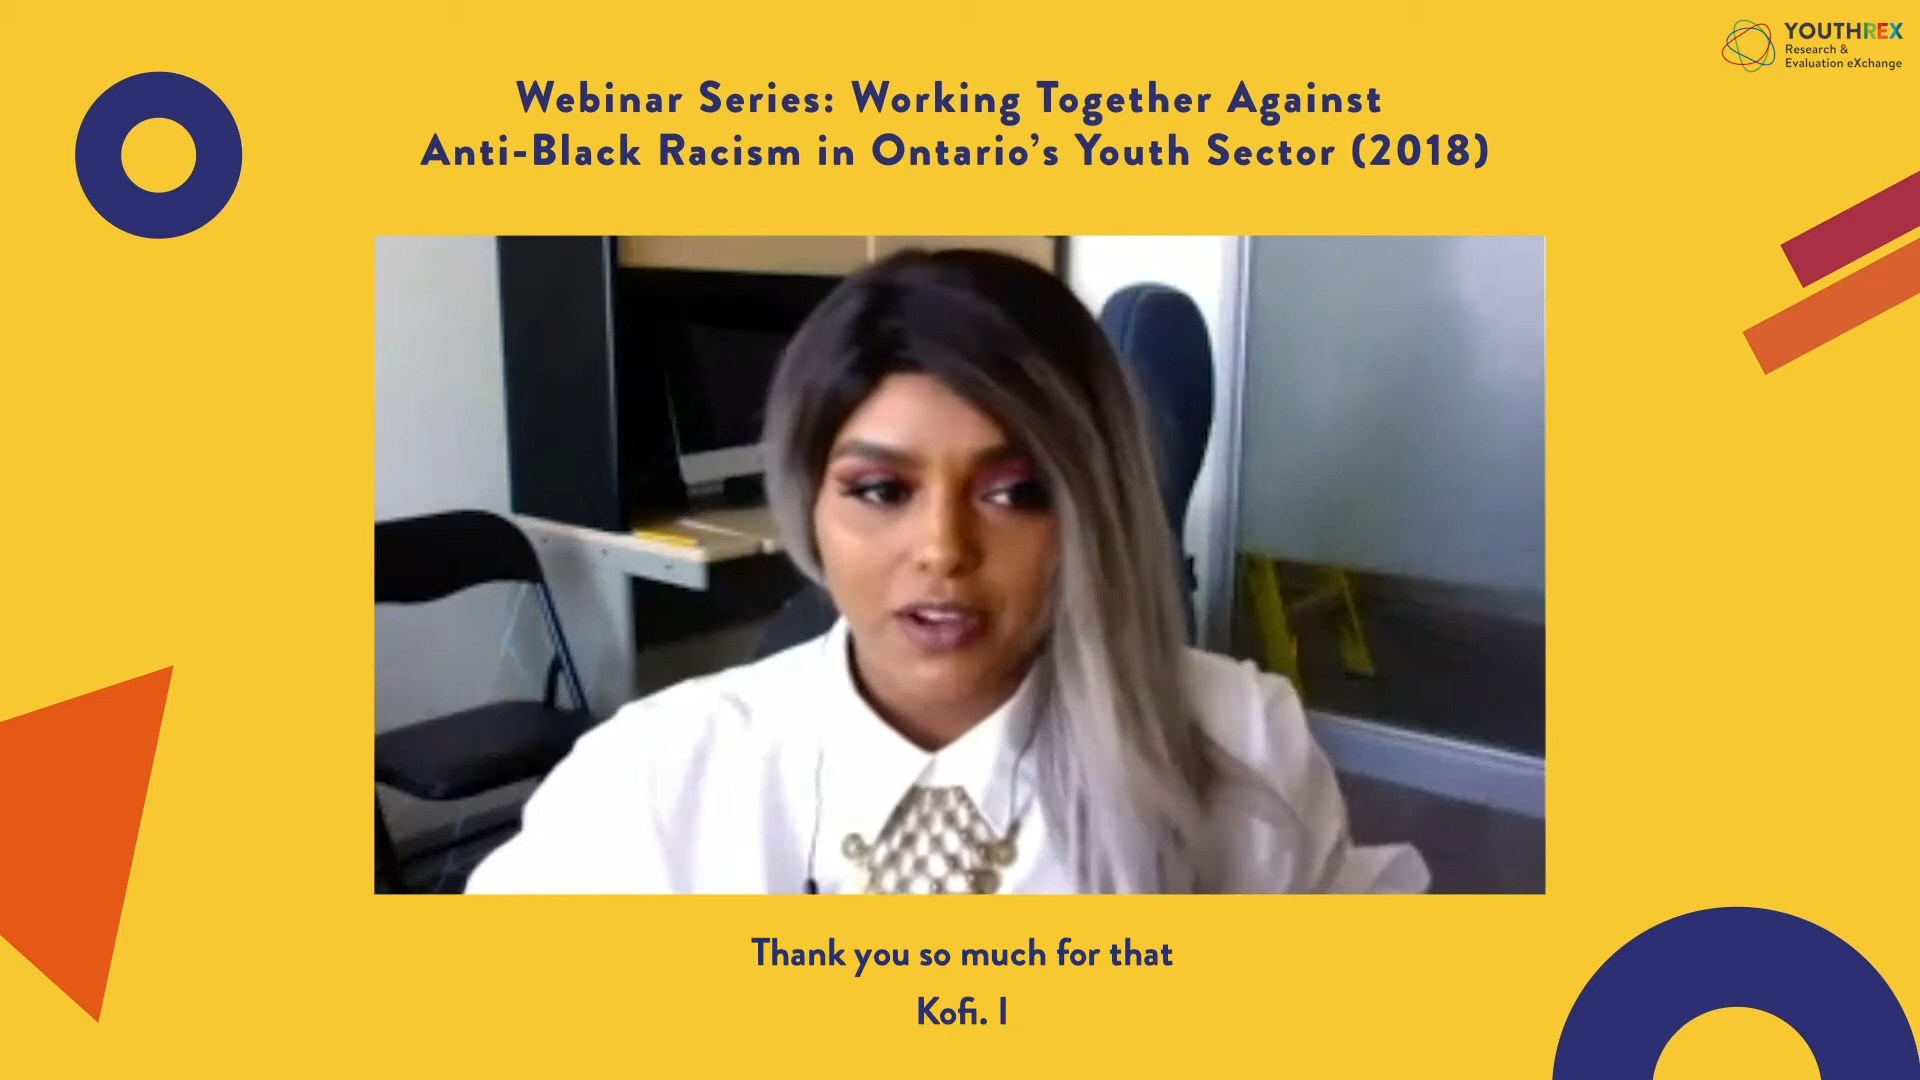 YOUTHREX
Research &
Evaluation eXchange
Webinar Series: Working Together Against
Anti-Black Racism in Ontario’s Youth Sector (2018)
Thank you so much for that
Kofi. I